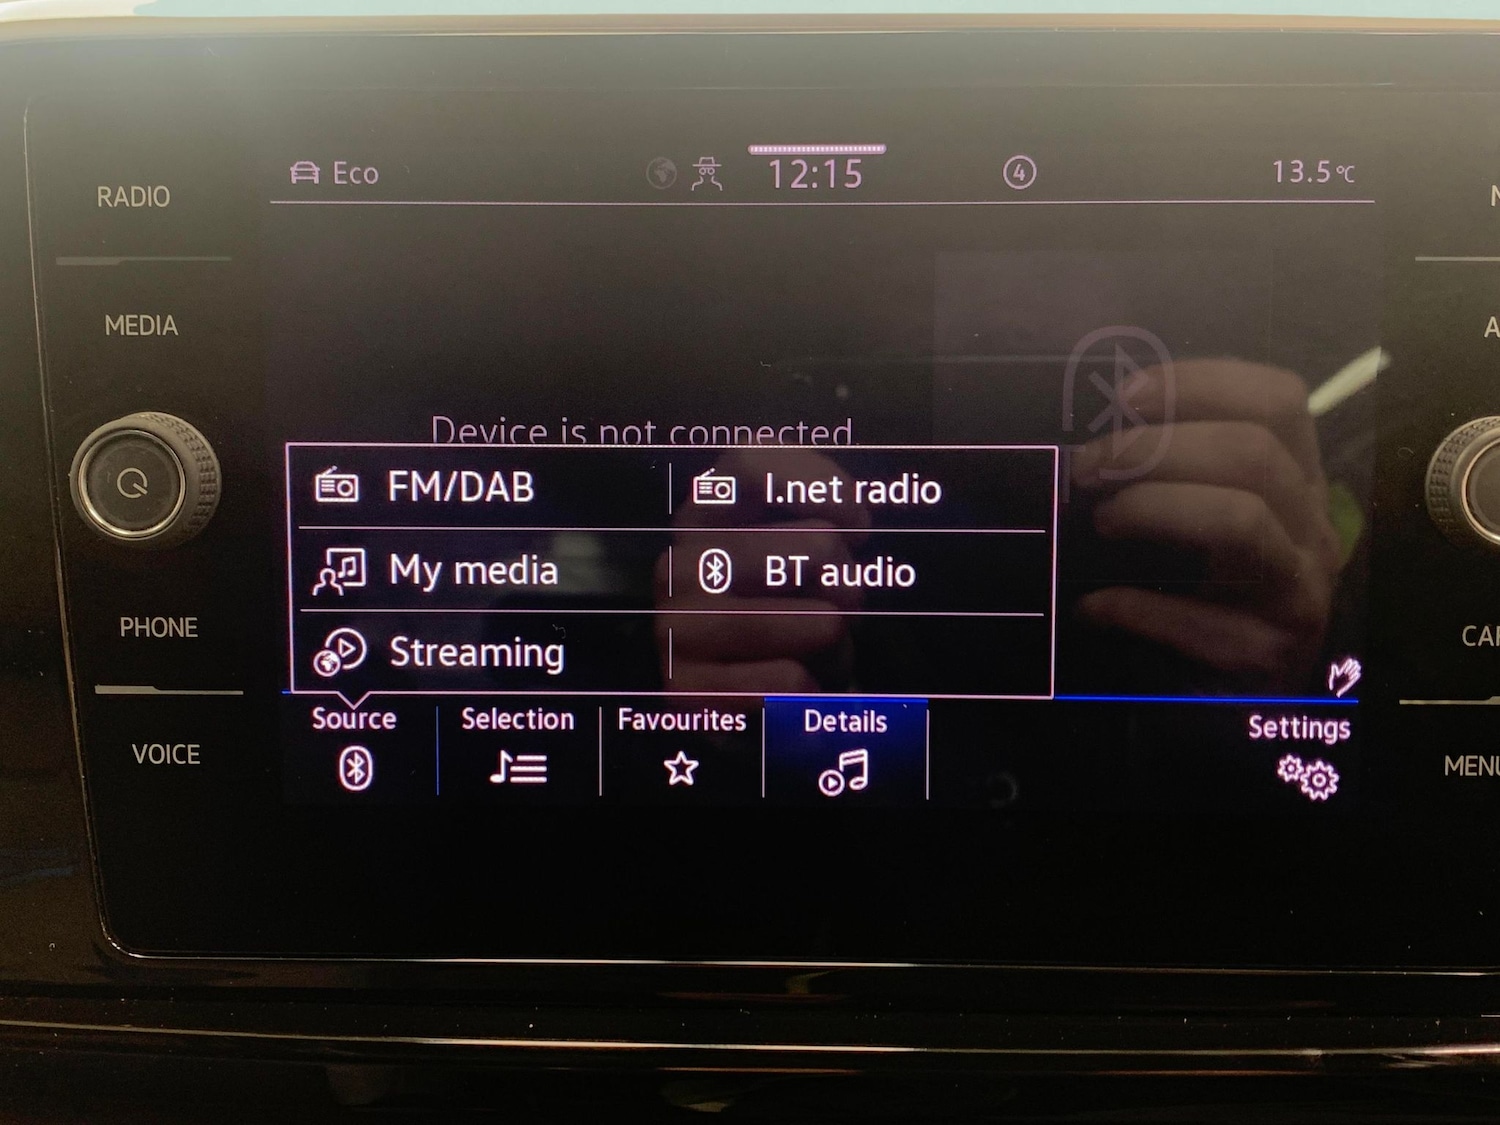 RADIO
MEDIA
PHONE
VOICE
Eco
12:15
4
13.5°C
Device is not connected.
FM/DAB
I.net radio
My media
BT audio
Streaming
Source
Selection
Favourites
Details
Settings